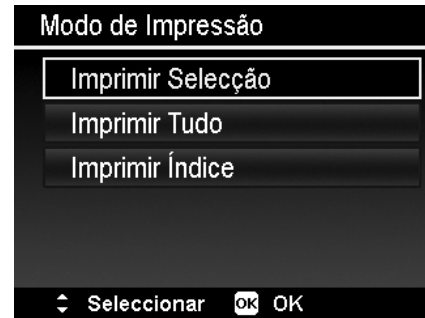 Modo de Impressão
Imprimir Selecção
Imprimir Tudo
Imprimir Índice
Seleccionar OK OK